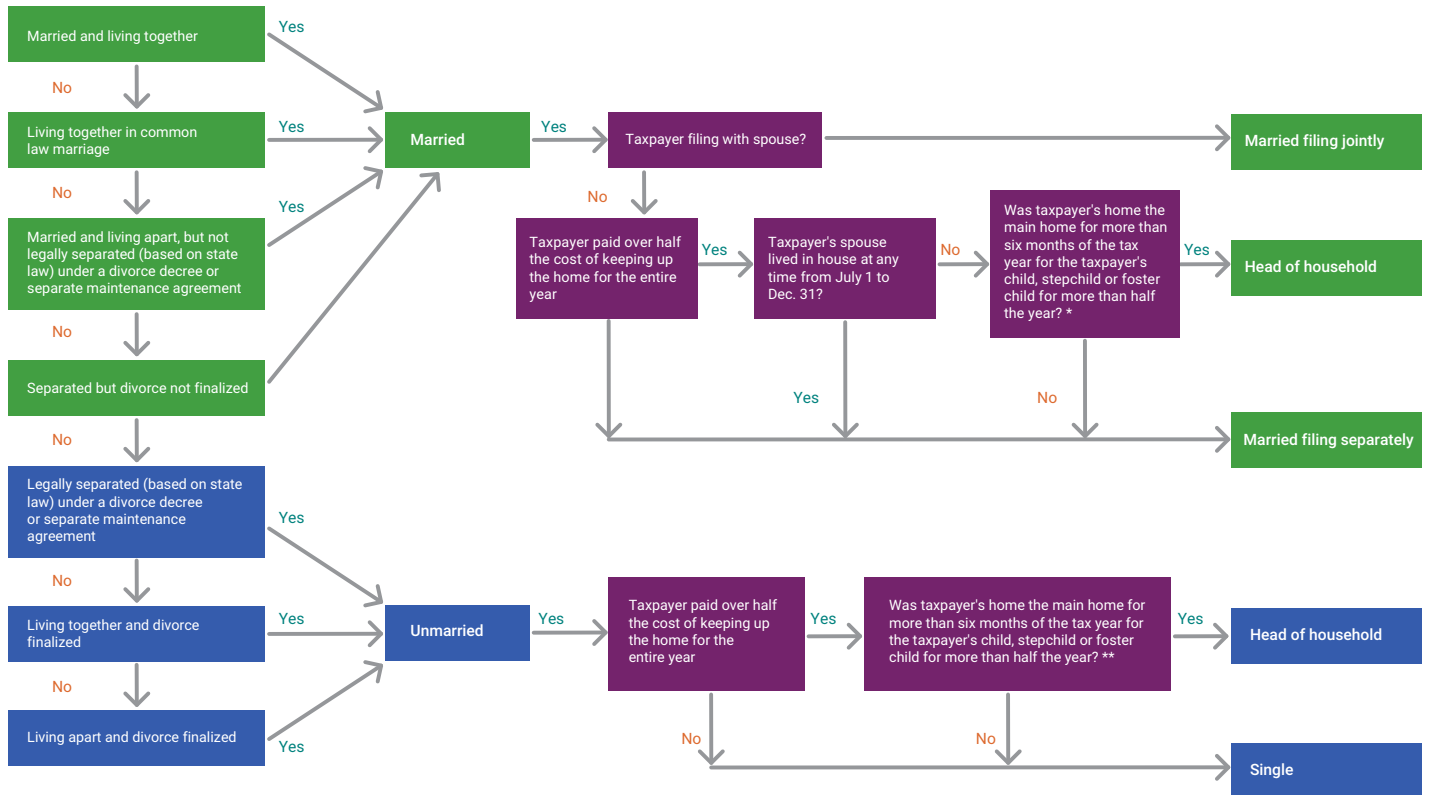 Married and living together
Yes
No
Living together in common
law marriage
Yes
No
Married and living apart, but not
legally separated (based on state
law) under a divorce decree or
separate maintenance agreement
Yes
No
Separated but divorce not finalized
No
Married
Yes
Taxpayer filing with spouse?
Married filing jointly
No
Taxpayer paid over half
the cost of keeping up
the home for the entire
year
Yes
Taxpayer's spouse
lived in house at any
time from July 1 to
Dec. 31?
No
Was taxpayer's home the
main home for more than
six months of the tax
year for the taxpayer's
child, stepchild or foster
child for more than half
the year? *
Yes
Head of household
Yes
No
Married filing separately
Legally separated (based on state
law) under a divorce decree
or separate maintenance
agreement
Yes
No
Living together and divorce
finalized
Yes
No
Living apart and divorce finalized
Yes
Unmarried
Yes
Taxpayer paid over half
the cost of keeping up
the home for the
entire year
Yes
Was taxpayer's home the main home for
more than six months of the tax year for
the taxpayer's child, stepchild or foster
child for more than half the year? **
Yes
Head of household
No
No
Single